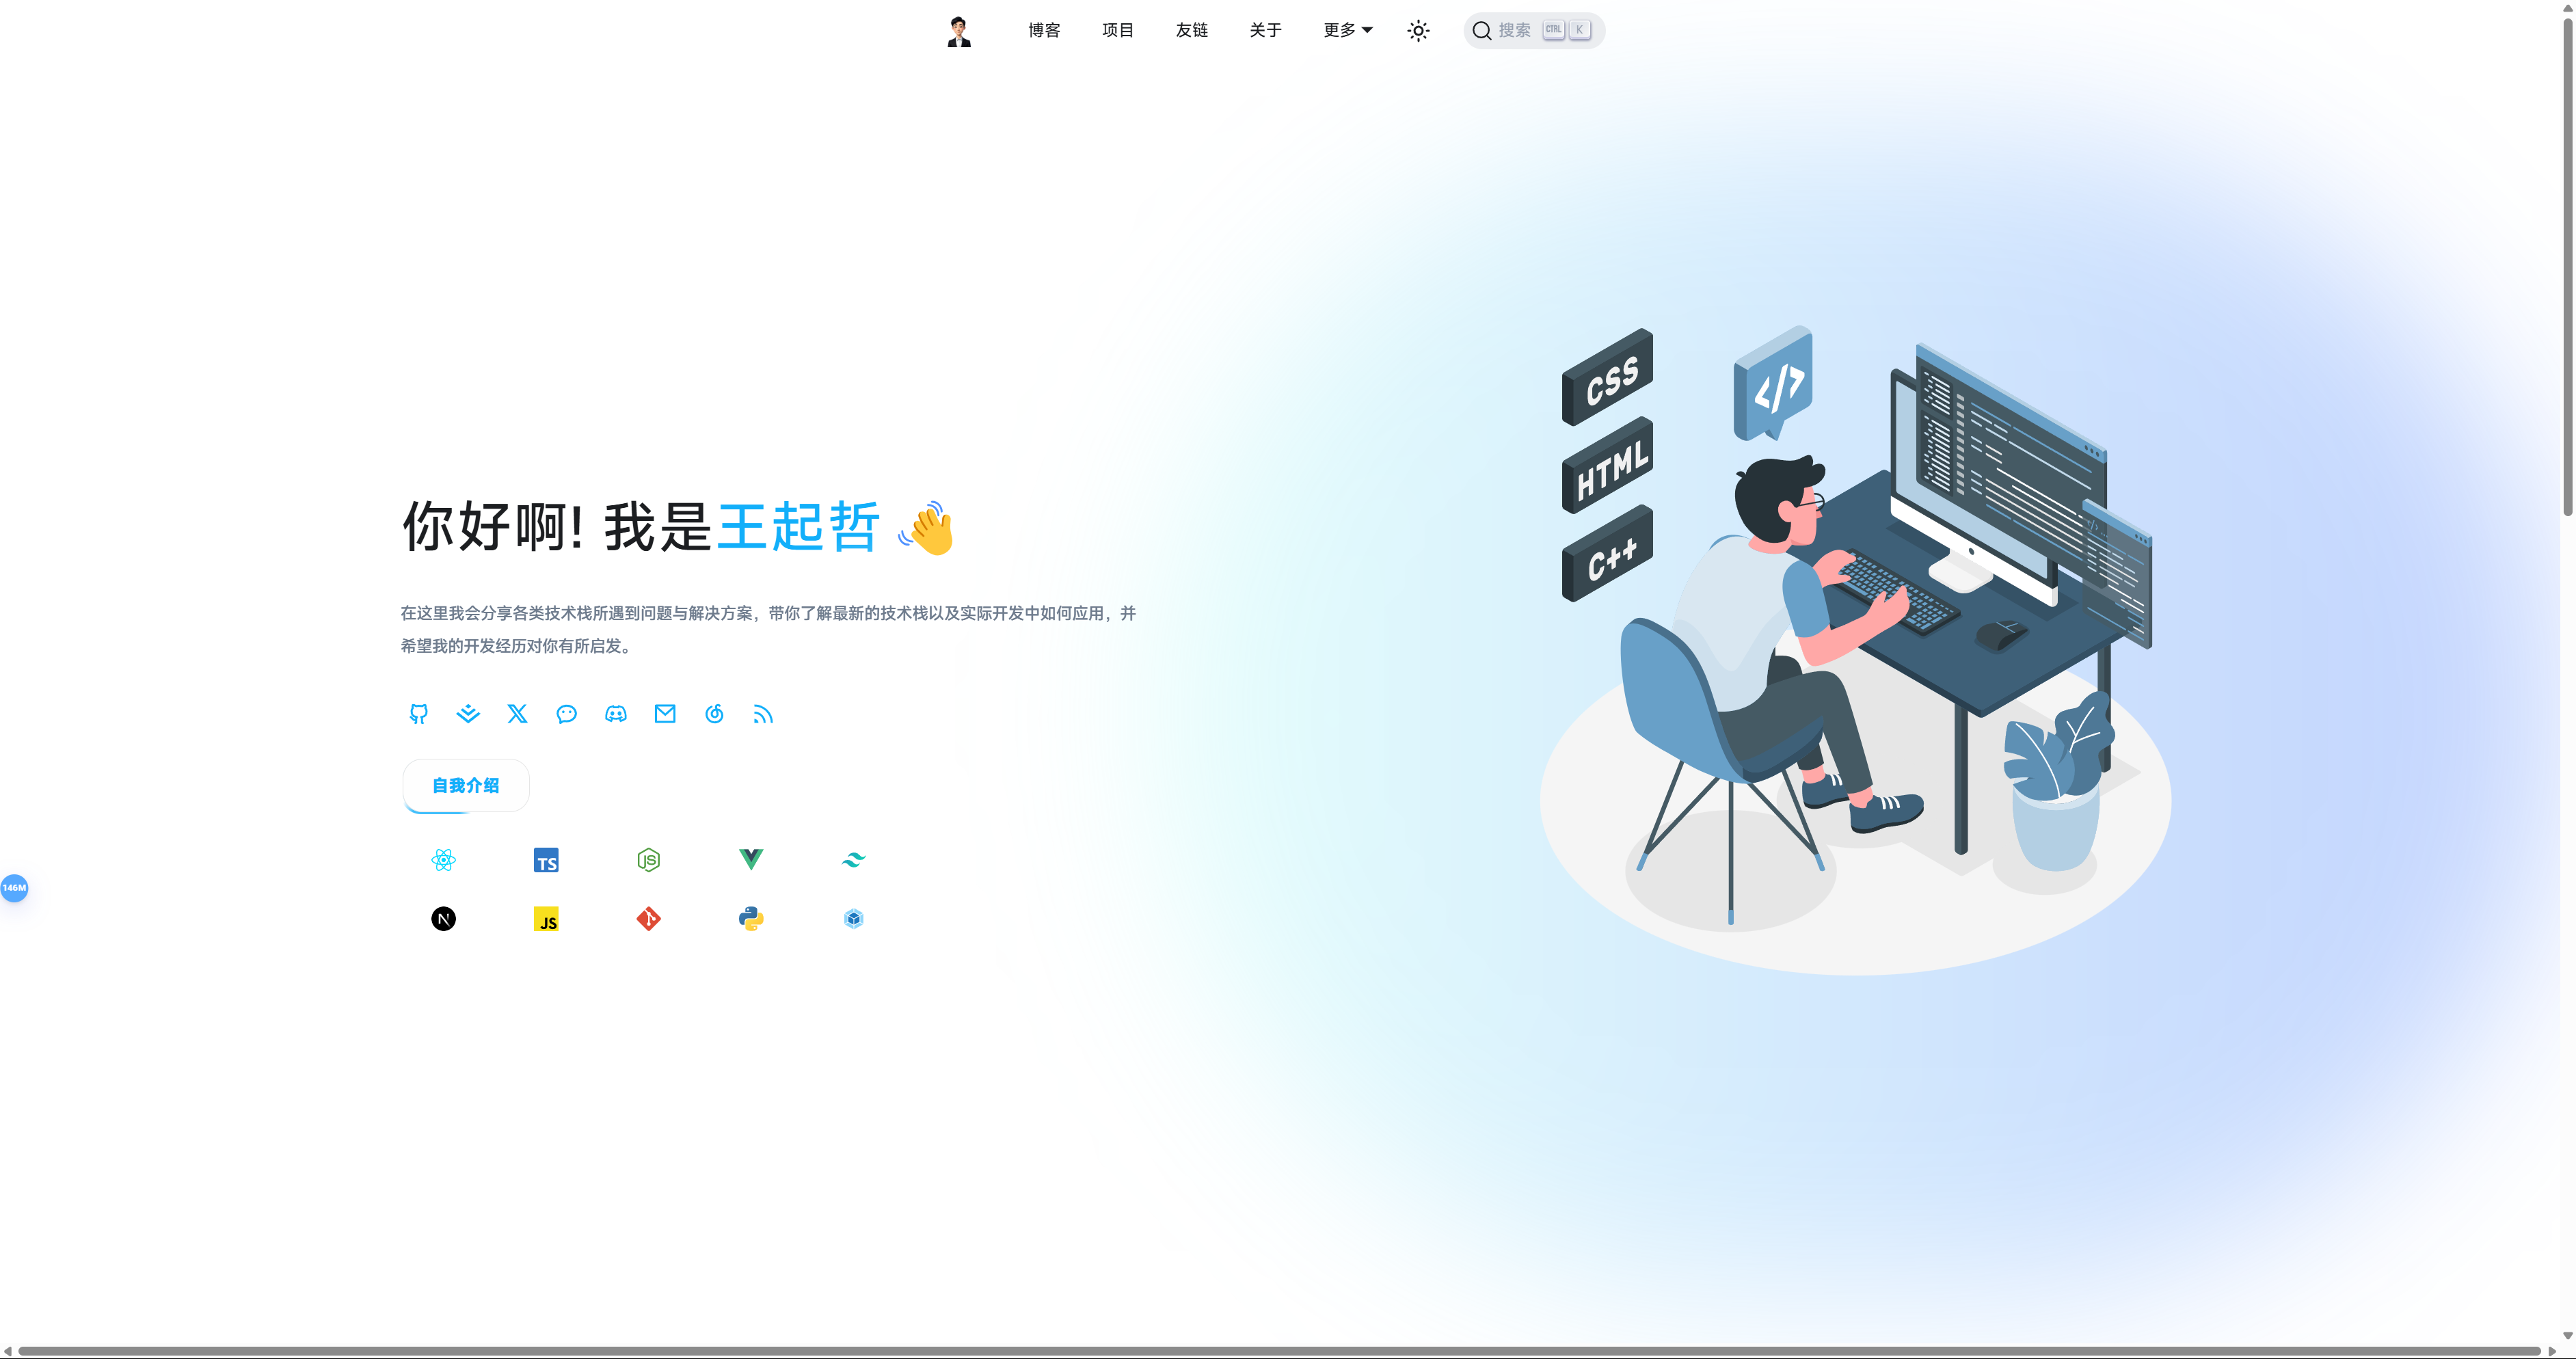 博客 项目 友链 关于 更多 搜索 CTRL K
CSS
</>
HTML
C++
你好啊! 我是王起哲 👋
在这里我会分享各类技术栈所遇到问题与解决方案，带你了解最新的技术栈以及实际开发中如何应用，并
希望我的开发经历对你有所启发。
自我介绍
TS JS
146M
N JS